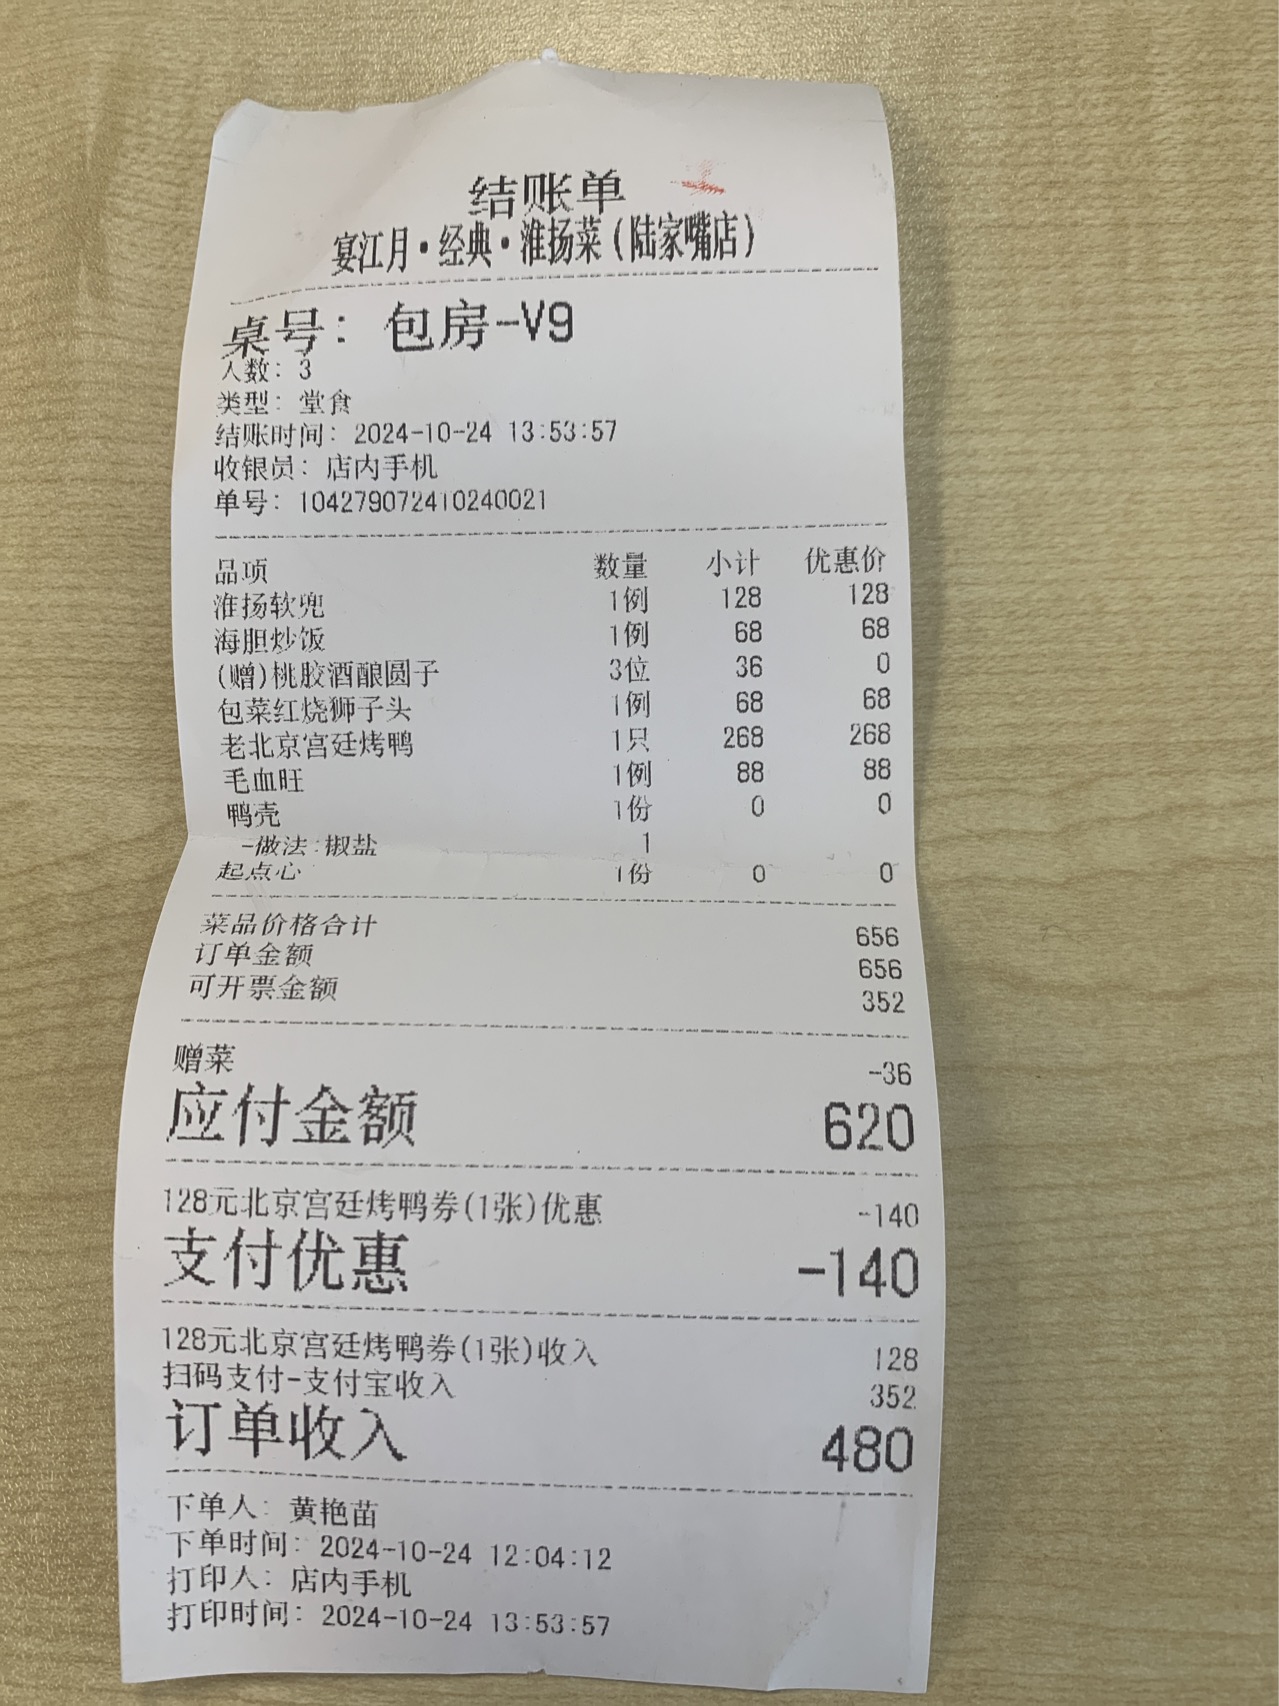 结账单
宴江月·经典·淮扬菜(陆家嘴店)
桌号: 包房-V9
人数: 3
类型: 堂食
结账时间: 2024-10-24 13:53:57
收银员: 店内手机
单号: 104279072410240021
品项 数量 小计 优惠价
淮扬软兜 1例 128 128
海胆炒饭 1例 68 68
(赠)桃胶酒酿圆子 3位 36 0
包菜红烧狮子头 1例 68 68
老北京宫廷烤鸭 1只 268 268
毛血旺 1例 88 88
鸭壳 1份 0 0
-做法:椒盐 1
起点心 1份 0 0
菜品价格合计 656
订单金额 656
可开票金额 352
赠菜 -36
应付金额 620
128元北京宫廷烤鸭券(1张)优惠 -140
支付优惠 -140
128元北京宫廷烤鸭券(1张)收入 128
扫码支付-支付宝收入 352
订单收入 480
下单人: 黄艳苗
下单时间: 2024-10-24 12:04:12
打印人: 店内手机
打印时间: 2024-10-24 13:53:57